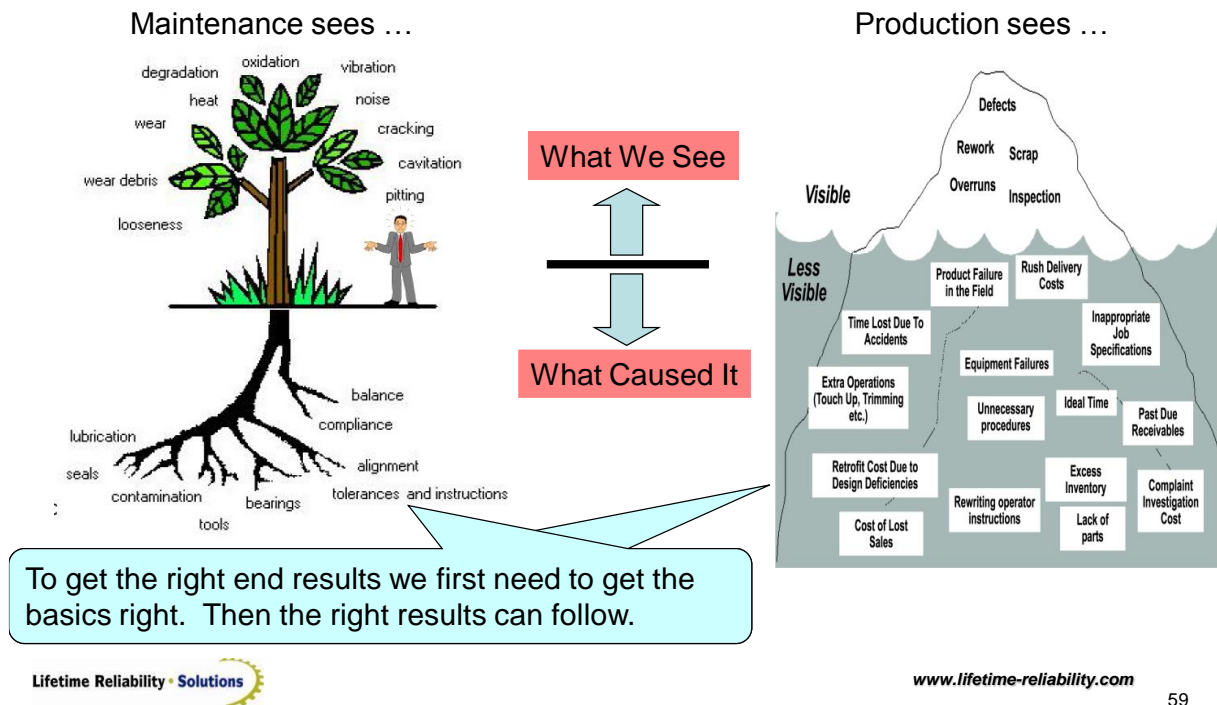 Maintenance sees …
Production sees …
oxidation
degradation
vibration
heat
noise
wear
cracking
cavitation
wear debris
pitting
looseness
balance
compliance
lubrication
alignment
seals
tolerances and instructions
contamination
bearings
tools
What We See
What Caused It
Defects
Rework
Scrap
Overruns
Inspection
Visible
Less
Visible
Product Failure
in the Field
Rush Delivery
Costs
Time Lost Due To
Accidents
Inappropriate
Job
Specifications
Equipment Failures
Extra Operations
(Touch Up, Trimming
etc.)
Unnecessary
procedures
Ideal Time
Past Due
Receivables
Retrofit Cost Due to
Design Deficiencies
Excess
Inventory
Complaint
Investigation
Cost
Rewriting operator
instructions
Lack of
parts
Cost of Lost
Sales
To get the right end results we first need to get the
basics right.  Then the right results can follow.
Lifetime Reliability • Solutions
www.lifetime-reliability.com
59